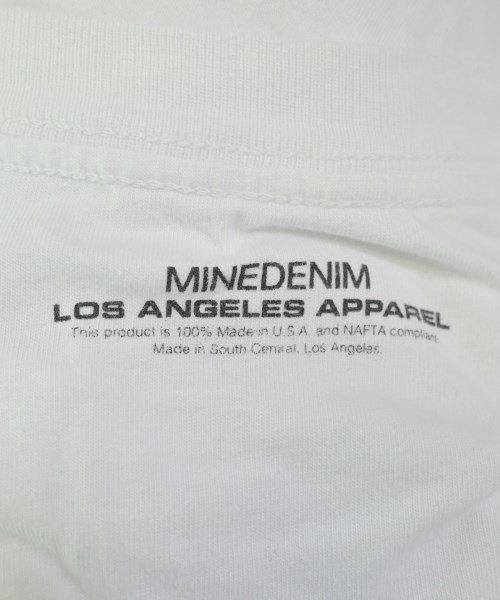 MINEDENIM
LOS ANGELES APPAREL
This product is 100% Made in U.S.A. and NAFTA compliant.
Made in South Central, Los Angeles.